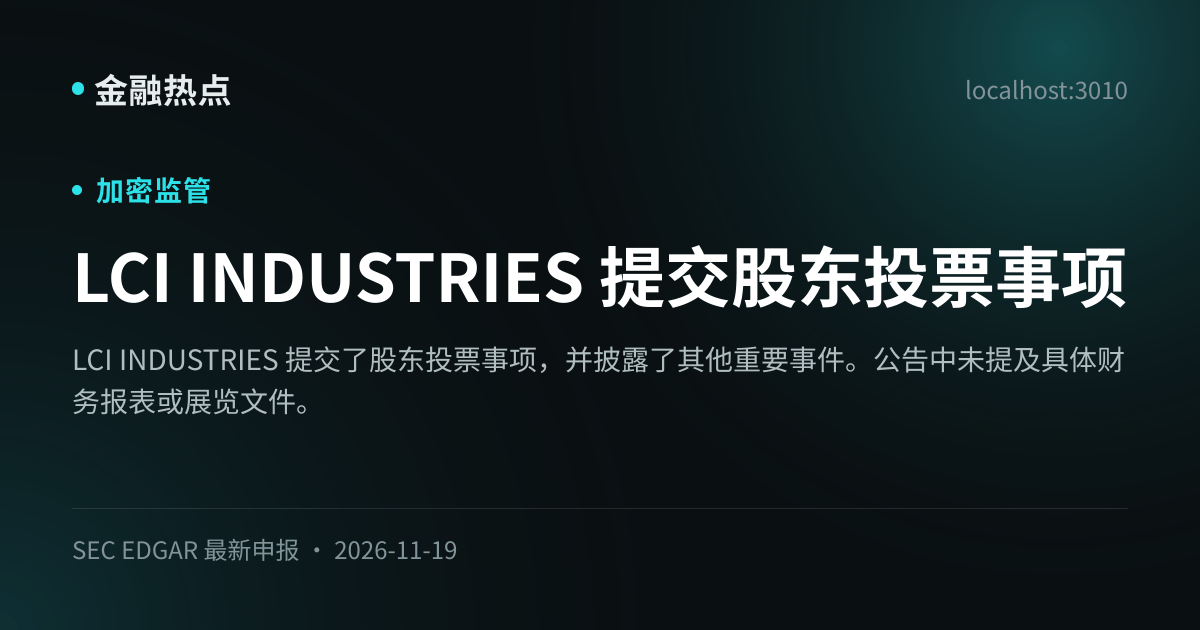 金融热点
localhost:3010
加密监管
LCI INDUSTRIES 提交股东投票事项
LCI INDUSTRIES 提交了股东投票事项，并披露了其他重要事件。公告中未提及具体财
务报表或展览文件。
SEC EDGAR 最新申报 · 2026-11-19